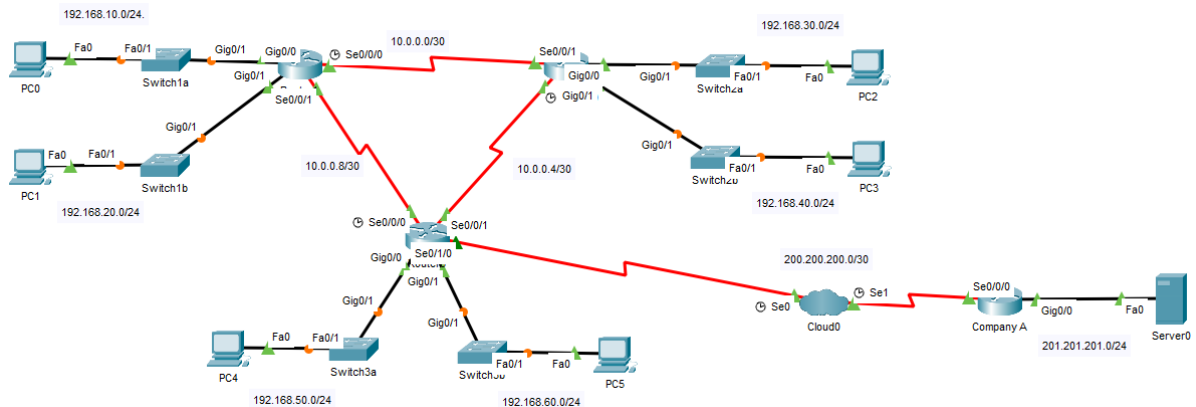 192.168.10.0/24.
Fa0
Fa0/1
Gig0/1
Gig0/0
Se0/0/0
10.0.0.0/30
Se0/0/1
Gig0/0
Gig0/1
Fa0/1
Fa0
192.168.30.0/24
PC0
Switch1a
Gig0/1
Se0/0/1
Gig0/1
Switch2a
PC2
Gig0/1
Fa0
Fa0/1
Switch1b
PC1
192.168.20.0/24
10.0.0.8/30
10.0.0.4/30
Gig0/1
Switch2b
Fa0/1
Fa0
PC3
192.168.40.0/24
Se0/0/0
Se0/0/1
Se0/1/0
Gig0/0
Gig0/1
200.200.200.0/30
Se0
Se1
Cloud0
Se0/0/0
Company A
Gig0/0
Fa0
Server0
201.201.201.0/24
Gig0/1
Gig0/1
Fa0
Fa0/1
Switch3a
PC4
192.168.50.0/24
Switch3b
Fa0/1
Fa0
PC5
192.168.60.0/24